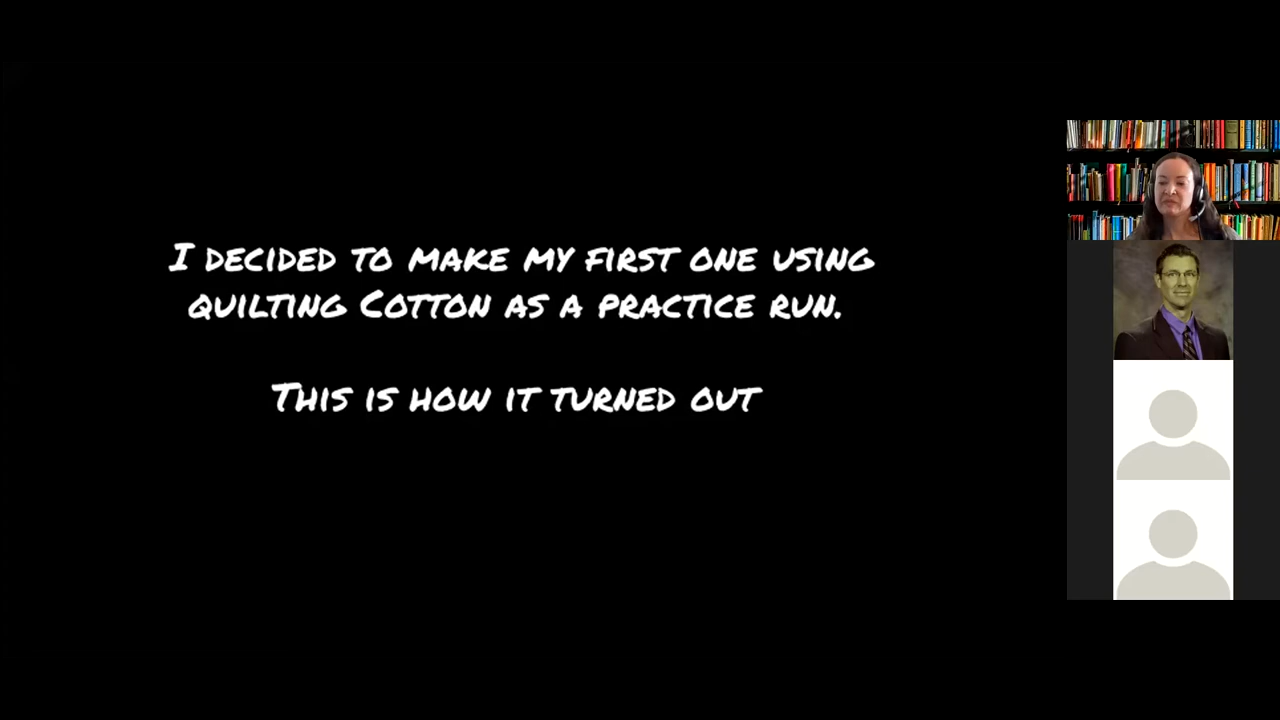 I decided to make my first one using
quilting Cotton as a practice run.
This is how it turned out